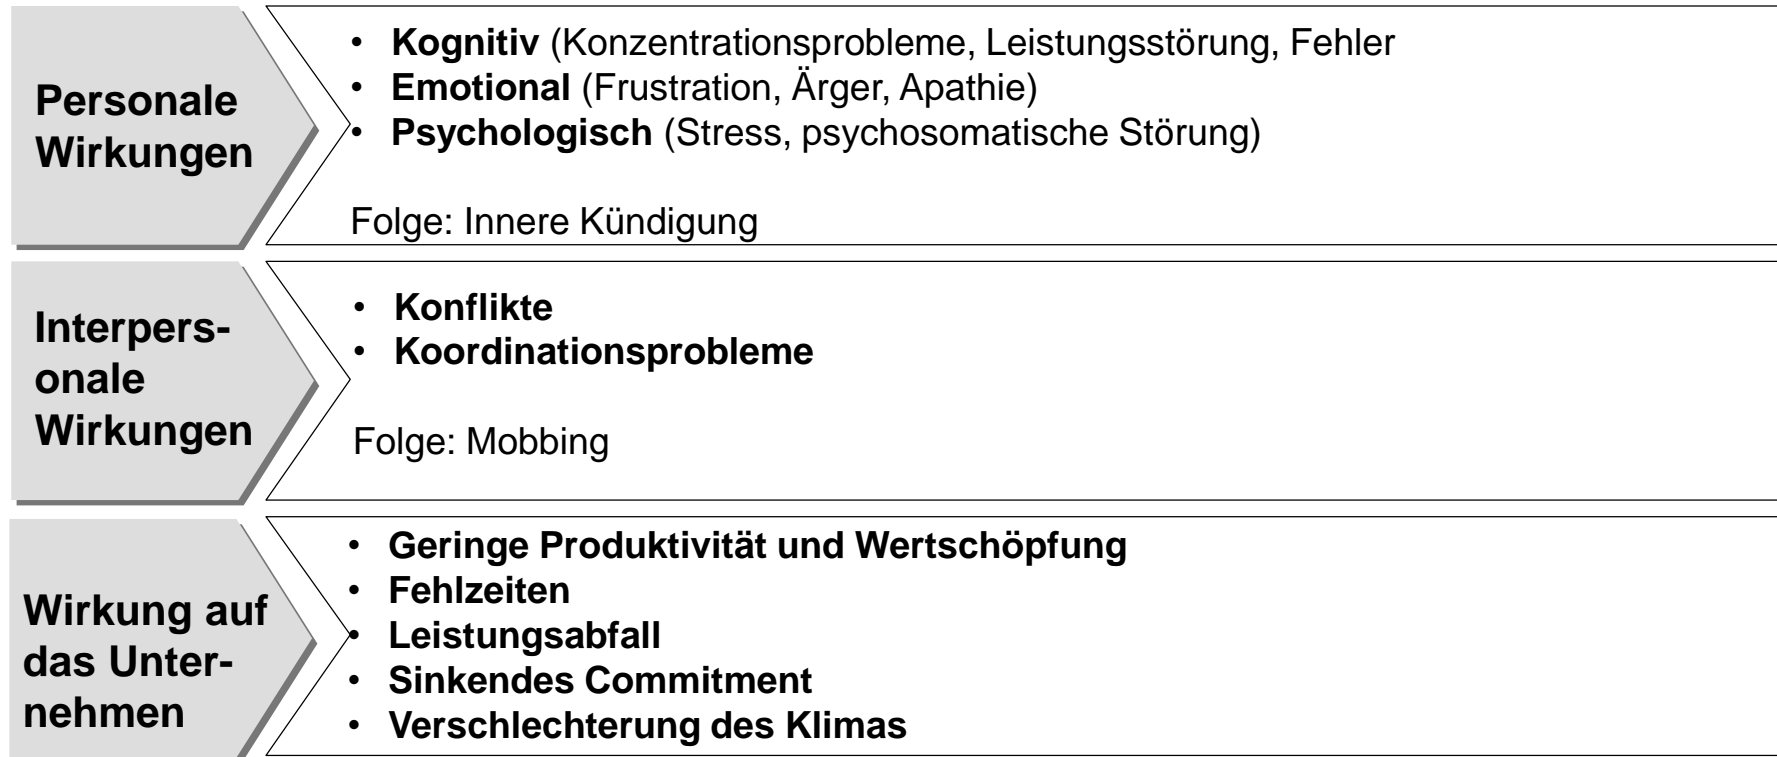 Personale
Wirkungen
• Kognitiv (Konzentrationsprobleme, Leistungsstörung, Fehler
• Emotional (Frustration, Ärger, Apathie)
• Psychologisch (Stress, psychosomatische Störung)
Folge: Innere Kündigung
Interpers-
onale
Wirkungen
• Konflikte
• Koordinationsprobleme
Folge: Mobbing
Wirkung auf
das Unter-
nehmen
• Geringe Produktivität und Wertschöpfung
• Fehlzeiten
• Leistungsabfall
• Sinkendes Commitment
• Verschlechterung des Klimas